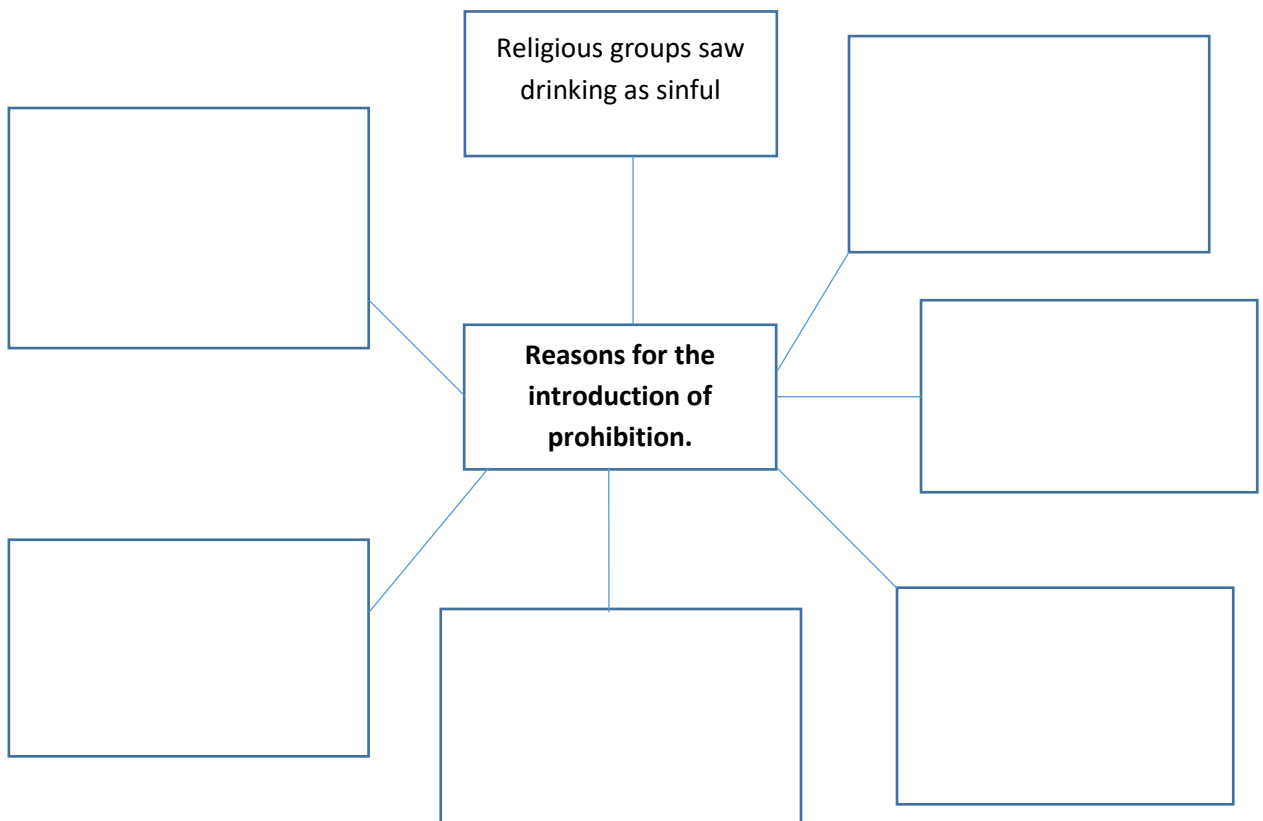 Religious groups saw
drinking as sinful
Reasons for the
introduction of
prohibition.